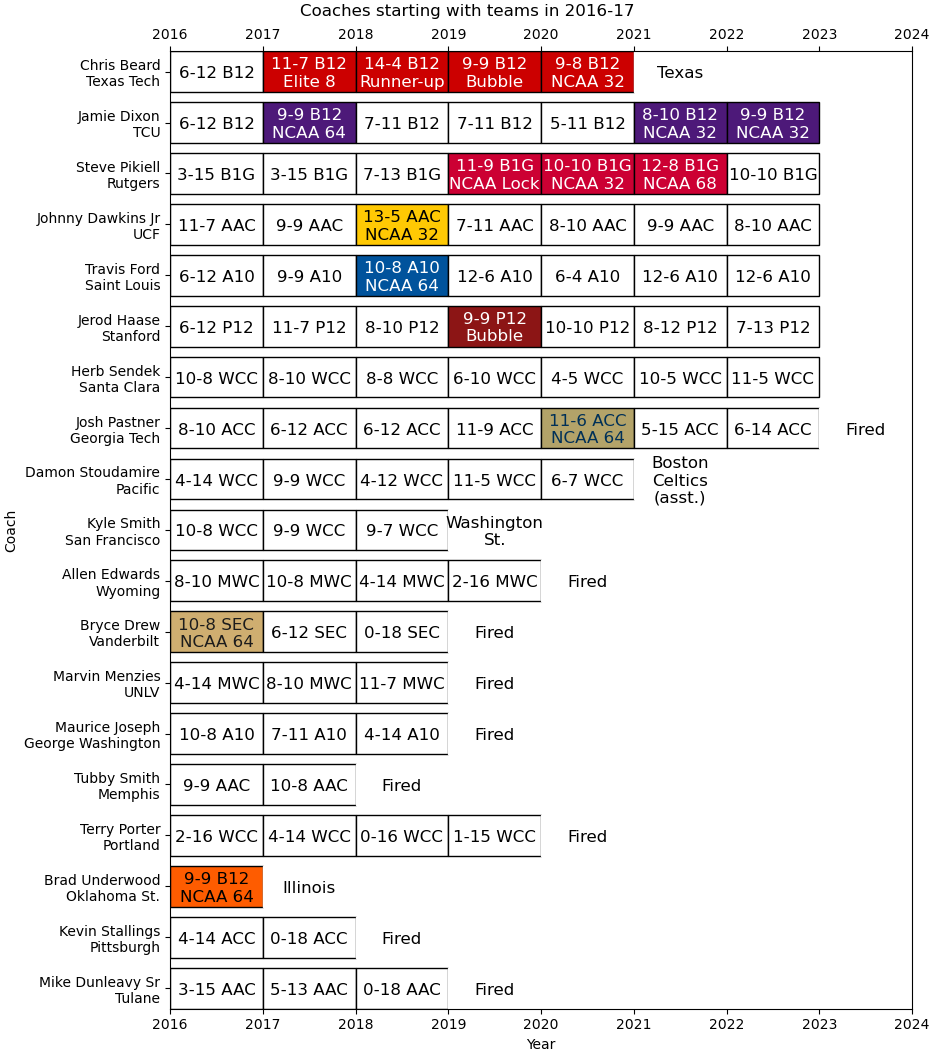 Coaches starting with teams in 2016-17
2016 2017 2018 2019 2020 2021 2022 2023 2024
Chris Beard
Texas Tech
6-12 B12
11-7 B12
Elite 8
14-4 B12
Runner-up
9-9 B12
Bubble
9-8 B12
NCAA 32
Texas
Jamie Dixon
TCU
6-12 B12
9-9 B12
NCAA 64
7-11 B12
7-11 B12
5-11 B12
8-10 B12
NCAA 32
9-9 B12
NCAA 32
Steve Pikiell
Rutgers
3-15 B1G
3-15 B1G
7-13 B1G
11-9 B1G
NCAA Lock
10-10 B1G
NCAA 32
12-8 B1G
NCAA 68
10-10 B1G
Johnny Dawkins Jr
UCF
11-7 AAC
9-9 AAC
13-5 AAC
NCAA 32
7-11 AAC
8-10 AAC
9-9 AAC
8-10 AAC
Travis Ford
Saint Louis
6-12 A10
9-9 A10
10-8 A10
NCAA 64
12-6 A10
6-4 A10
12-6 A10
12-6 A10
Jerod Haase
Stanford
6-12 P12
11-7 P12
8-10 P12
9-9 P12
Bubble
10-10 P12
8-12 P12
7-13 P12
Herb Sendek
Santa Clara
10-8 WCC
8-10 WCC
8-8 WCC
6-10 WCC
4-5 WCC
10-5 WCC
11-5 WCC
Josh Pastner
Georgia Tech
8-10 ACC
6-12 ACC
6-12 ACC
11-9 ACC
11-6 ACC
NCAA 64
5-15 ACC
6-14 ACC
Fired
Damon Stoudamire
Pacific
4-14 WCC
9-9 WCC
4-12 WCC
11-5 WCC
6-7 WCC
Boston
Celtics
(asst.)
Coach
Kyle Smith
San Francisco
10-8 WCC
9-9 WCC
9-7 WCC
Washington
St.
Allen Edwards
Wyoming
8-10 MWC
10-8 MWC
4-14 MWC
2-16 MWC
Fired
Bryce Drew
Vanderbilt
10-8 SEC
NCAA 64
6-12 SEC
0-18 SEC
Fired
Marvin Menzies
UNLV
4-14 MWC
8-10 MWC
11-7 MWC
Fired
Maurice Joseph
George Washington
10-8 A10
7-11 A10
4-14 A10
Fired
Tubby Smith
Memphis
9-9 AAC
10-8 AAC
Fired
Terry Porter
Portland
2-16 WCC
4-14 WCC
0-16 WCC
1-15 WCC
Fired
Brad Underwood
Oklahoma St.
9-9 B12
NCAA 64
Illinois
Kevin Stallings
Pittsburgh
4-14 ACC
0-18 ACC
Fired
Mike Dunleavy Sr
Tulane
3-15 AAC
5-13 AAC
0-18 AAC
Fired
2016 2017 2018 2019 2020 2021 2022 2023 2024
Year